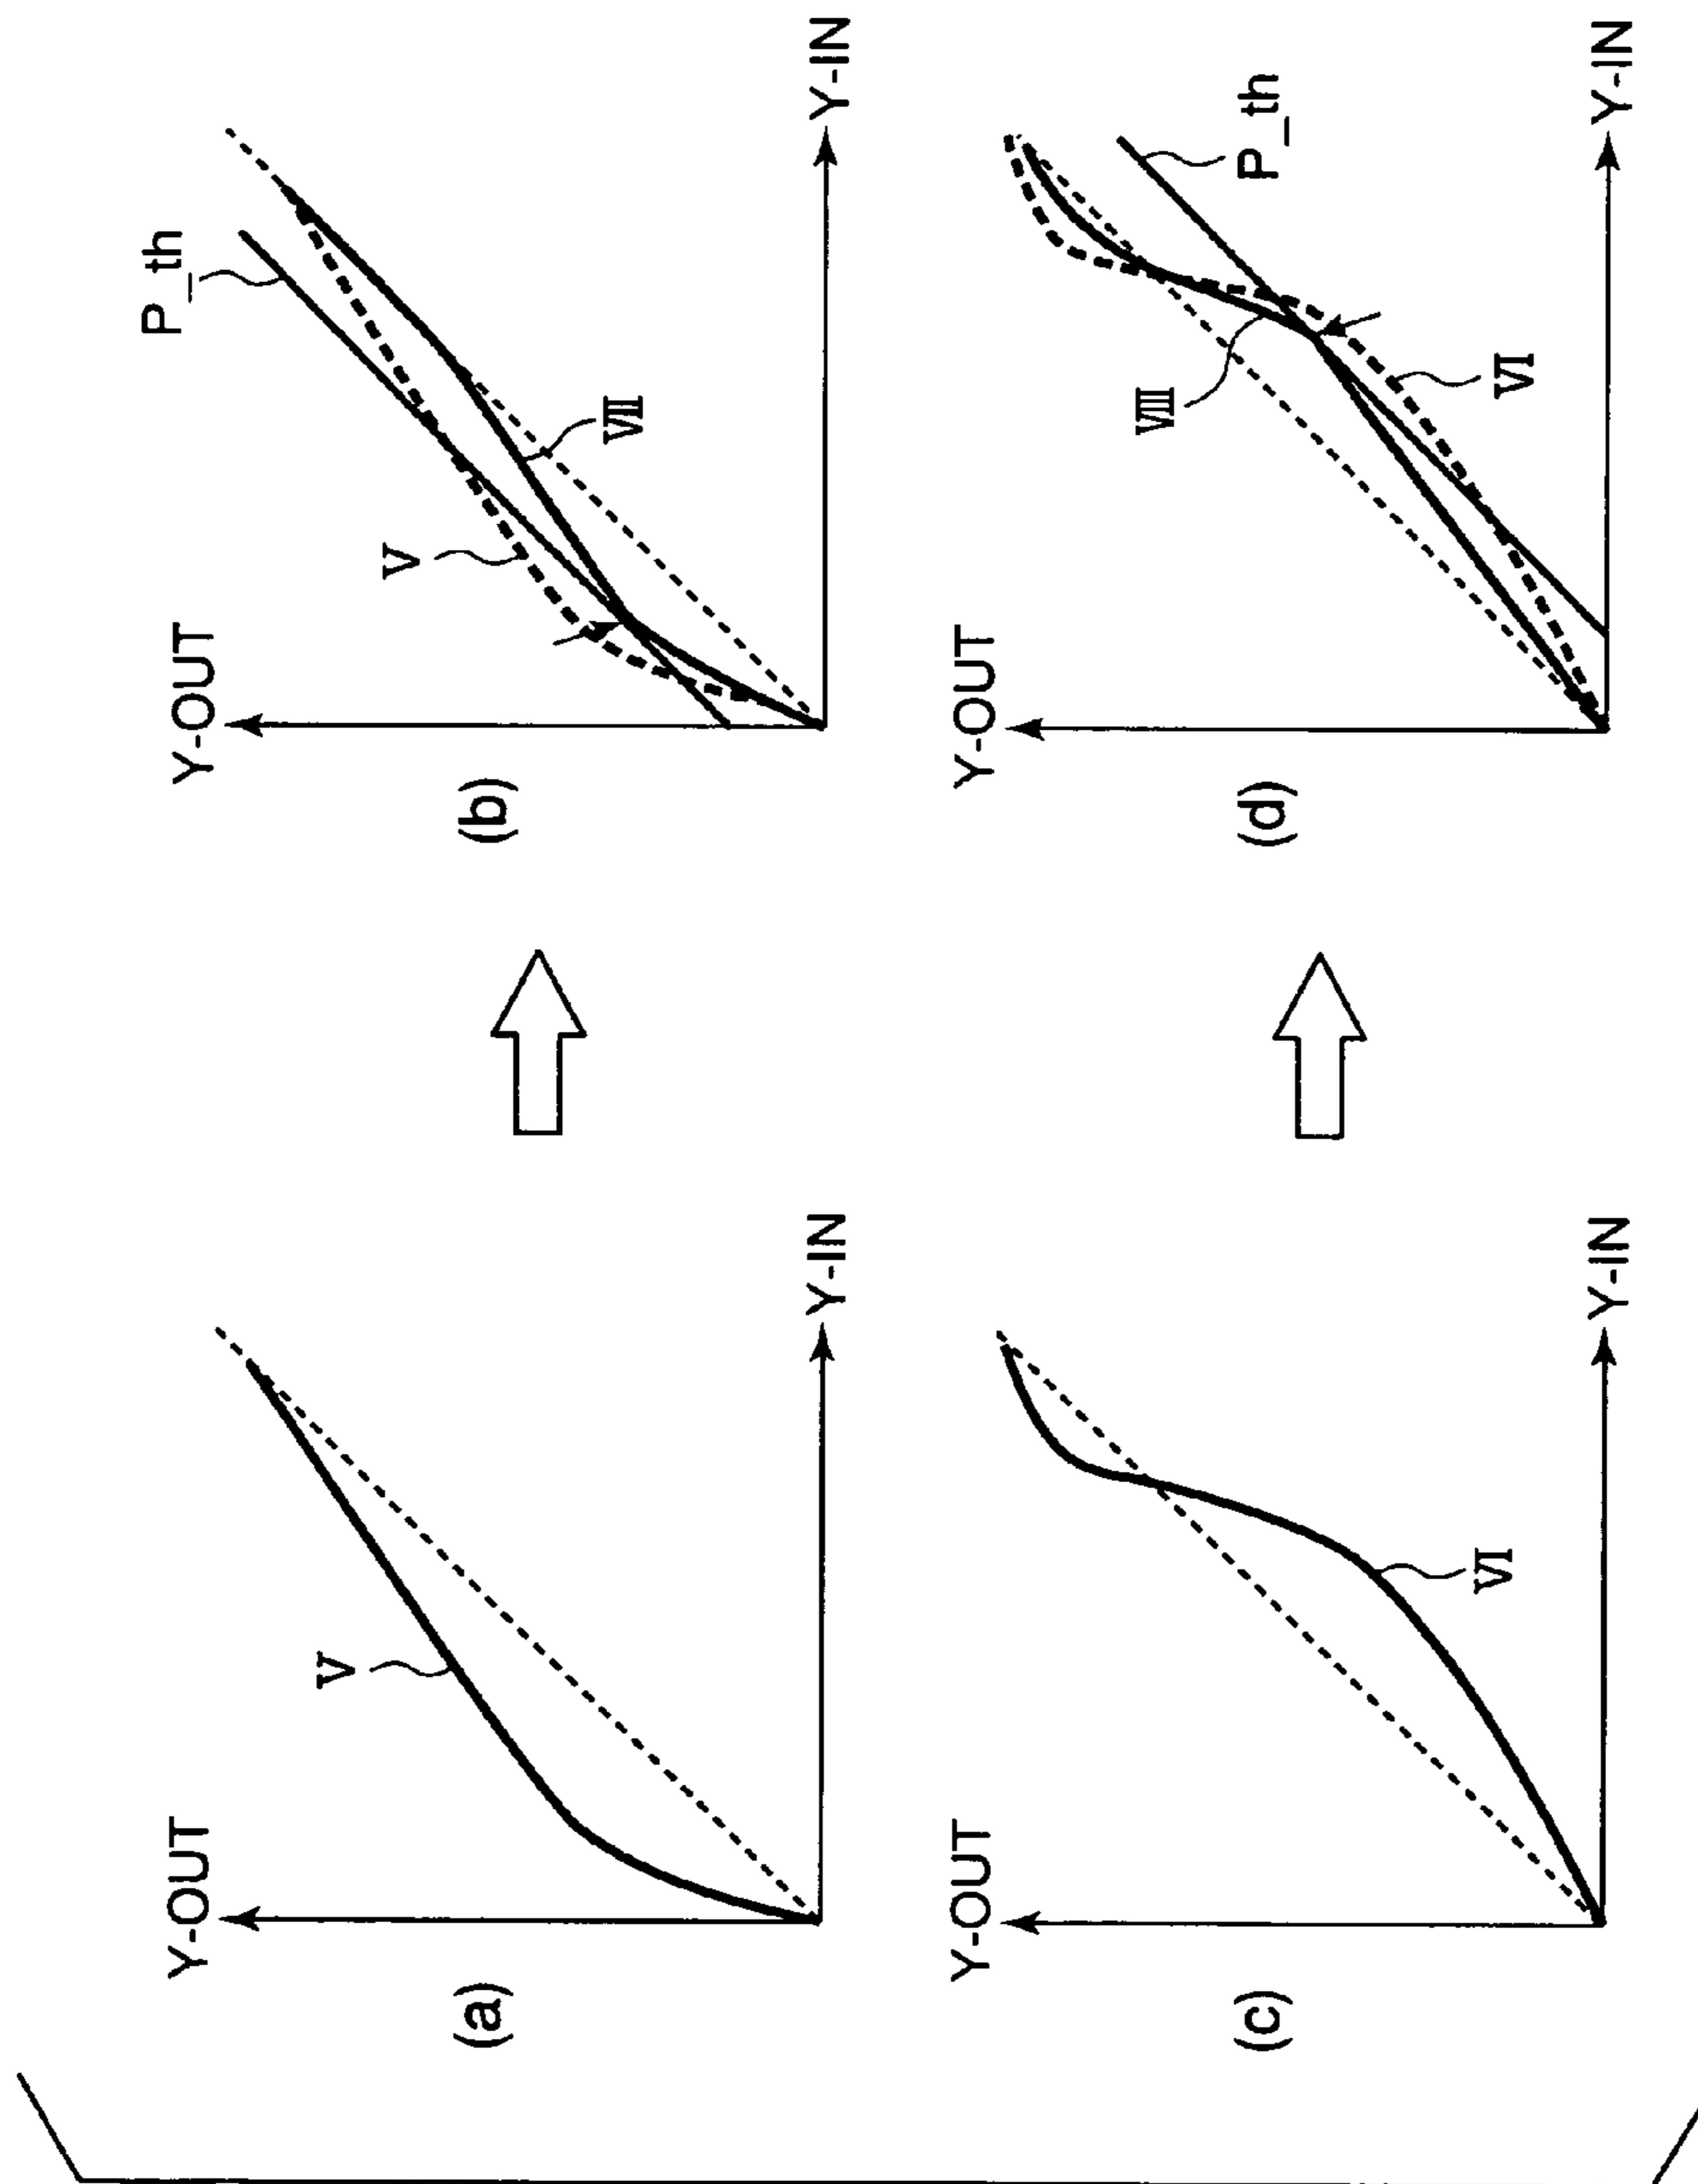 (a)
Y-OUT
V
Y-IN
(b)
Y-OUT
P_th
V
VII
Y-IN
(c)
Y-OUT
VI
Y-IN
(d)
Y-OUT
P_th
VIII
VI
Y-IN